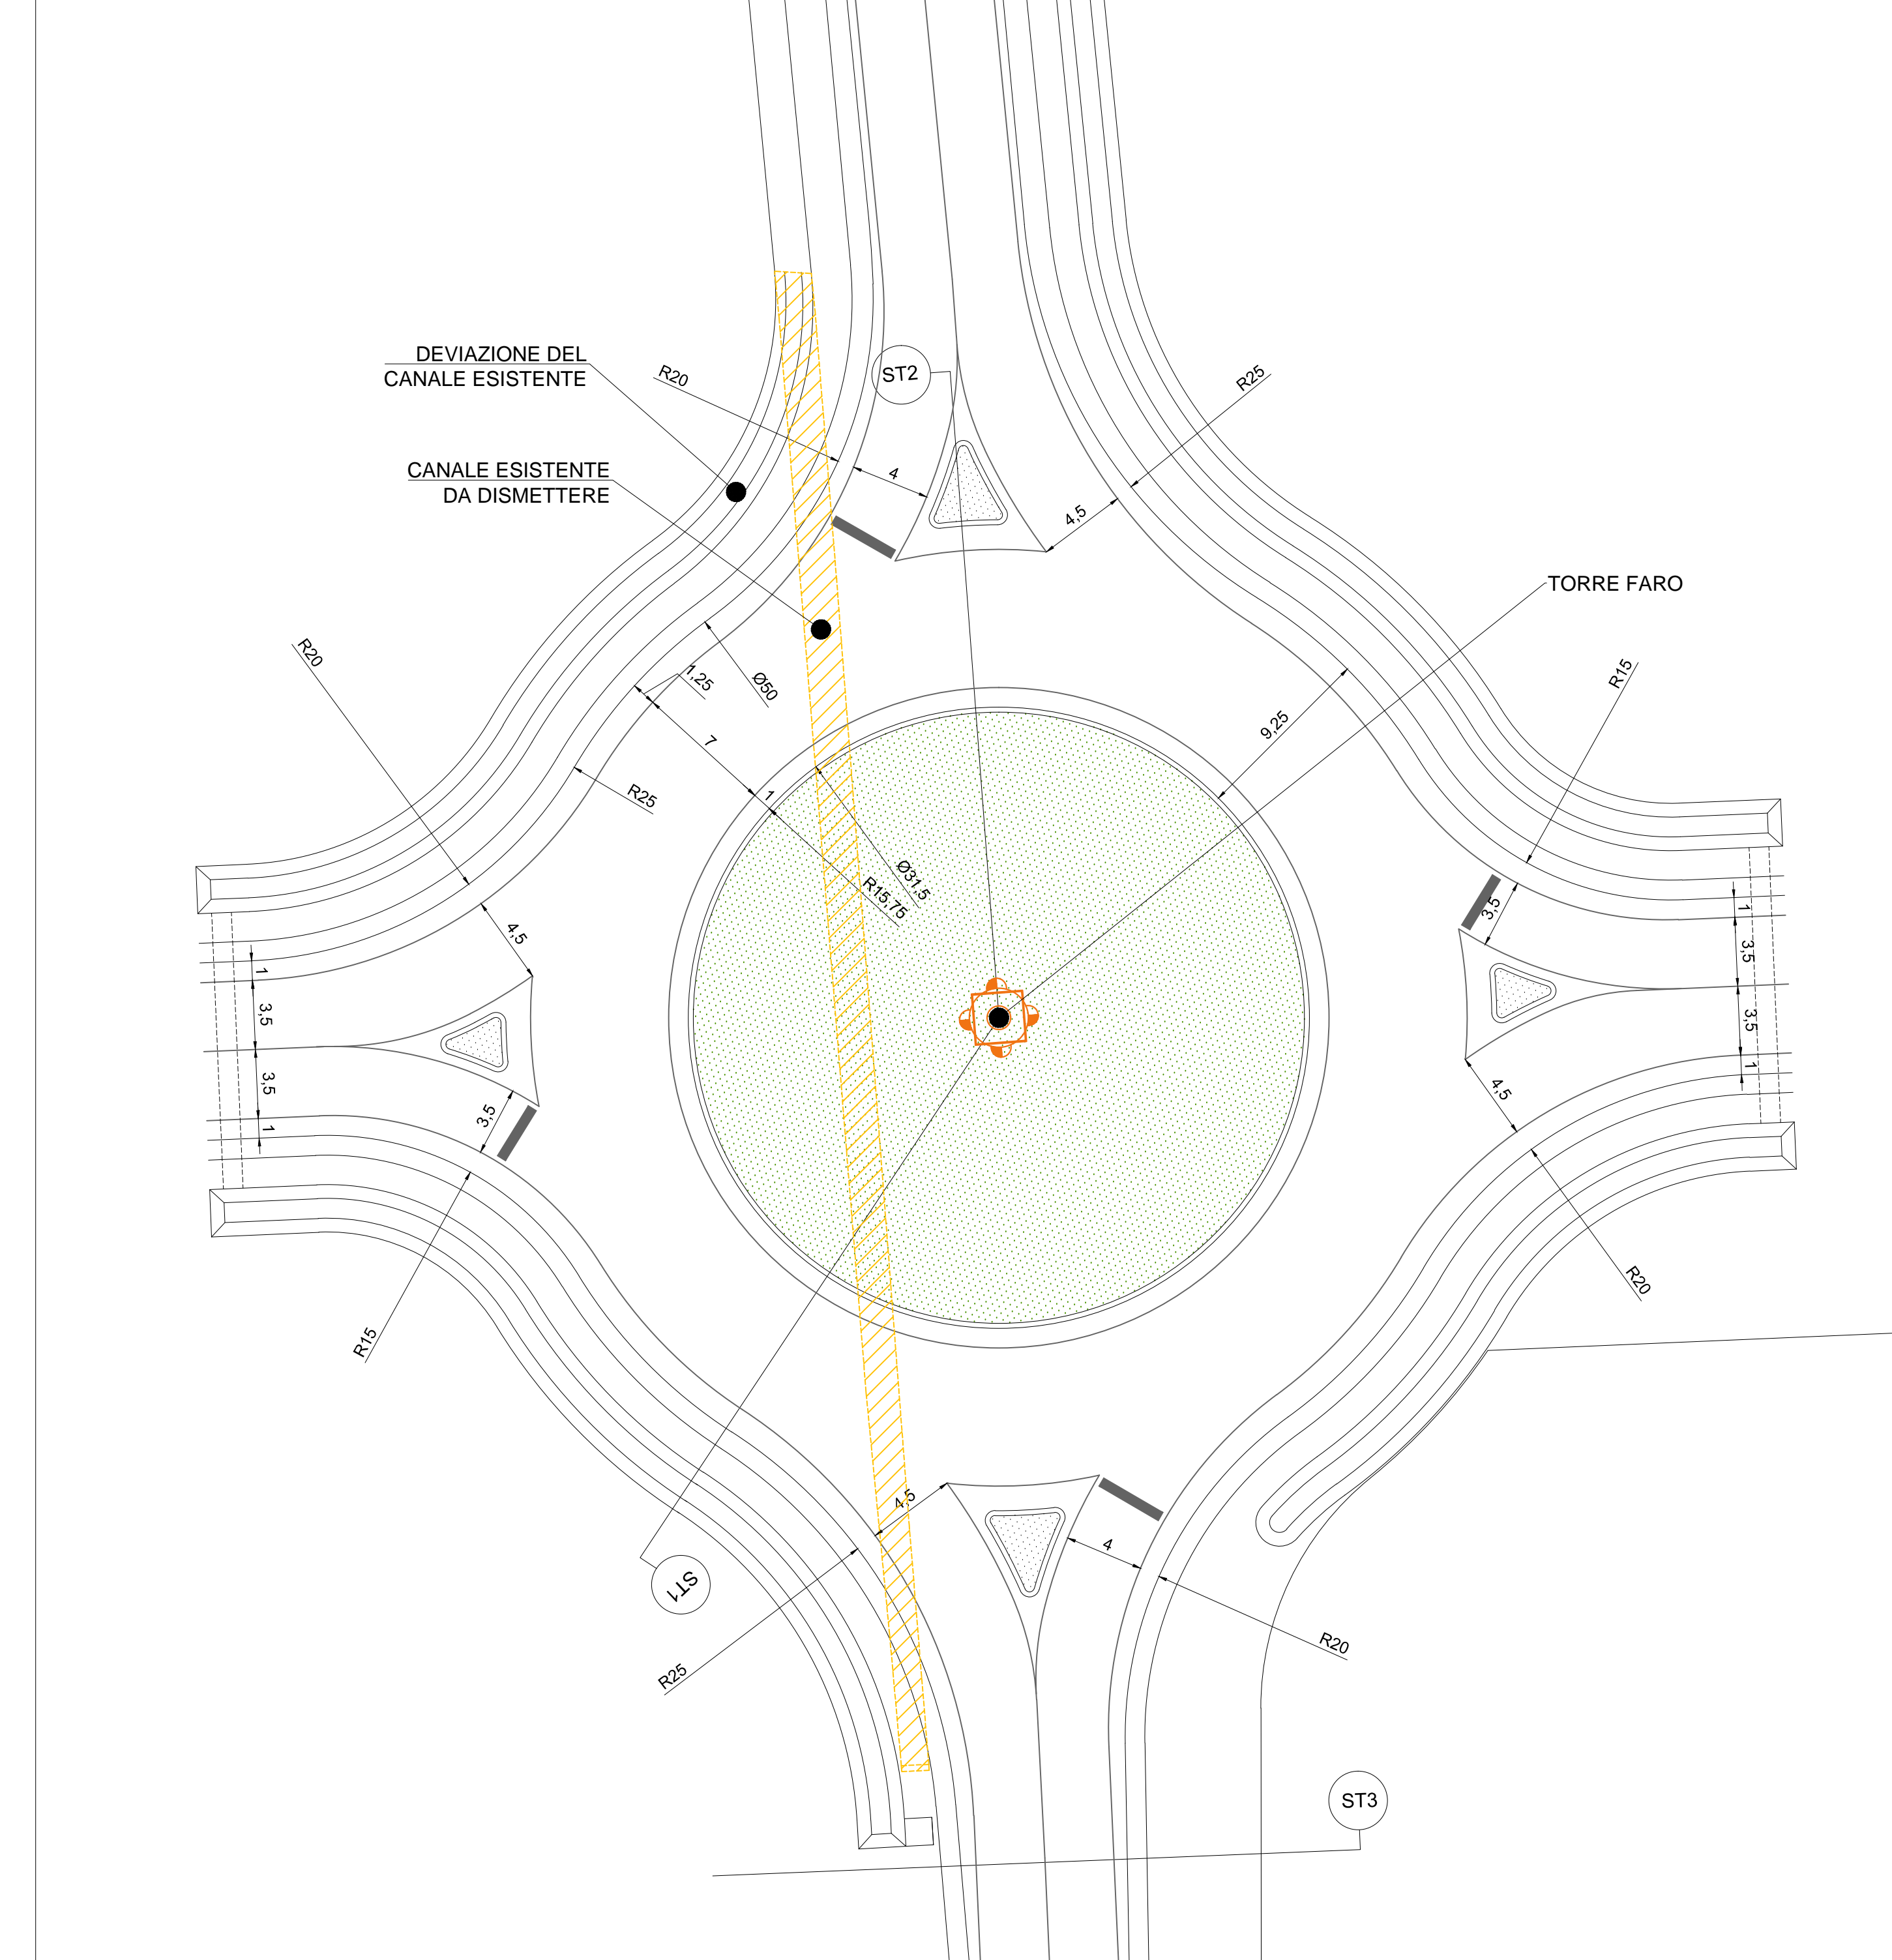 DEVIAZIONE DEL
CANALE ESISTENTE
R20
ST2
R25
4
CANALE ESISTENTE
DA DISMETTERE
4,5
TORRE FARO
R20
1,25
Ø50
R15
9,25
7
R25
1
Ø31,5
R15,75
3,5
4,5
1
1
3,5
3,5
3,5
3,5
1
4,5
3,5
1
R20
R15
4,5
4
ST1
R20
R25
ST3